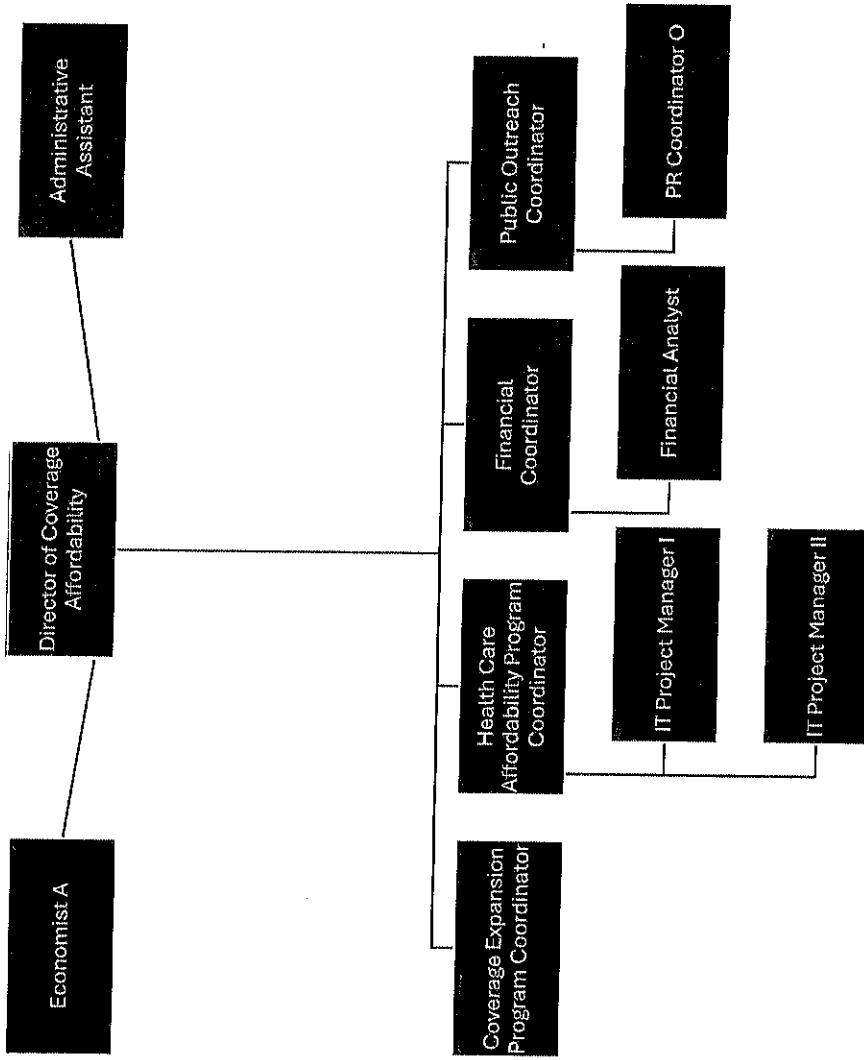 Economist A
Director of Coverage
Affordability
Administrative
Assistant
Coverage Expansion
Program Coordinator
Health Care
Affordability Program
Coordinator
Financial
Coordinator
Public Outreach
Coordinator
IT Project Manager I
Financial Analyst
PR Coordinator O
IT Project Manager II